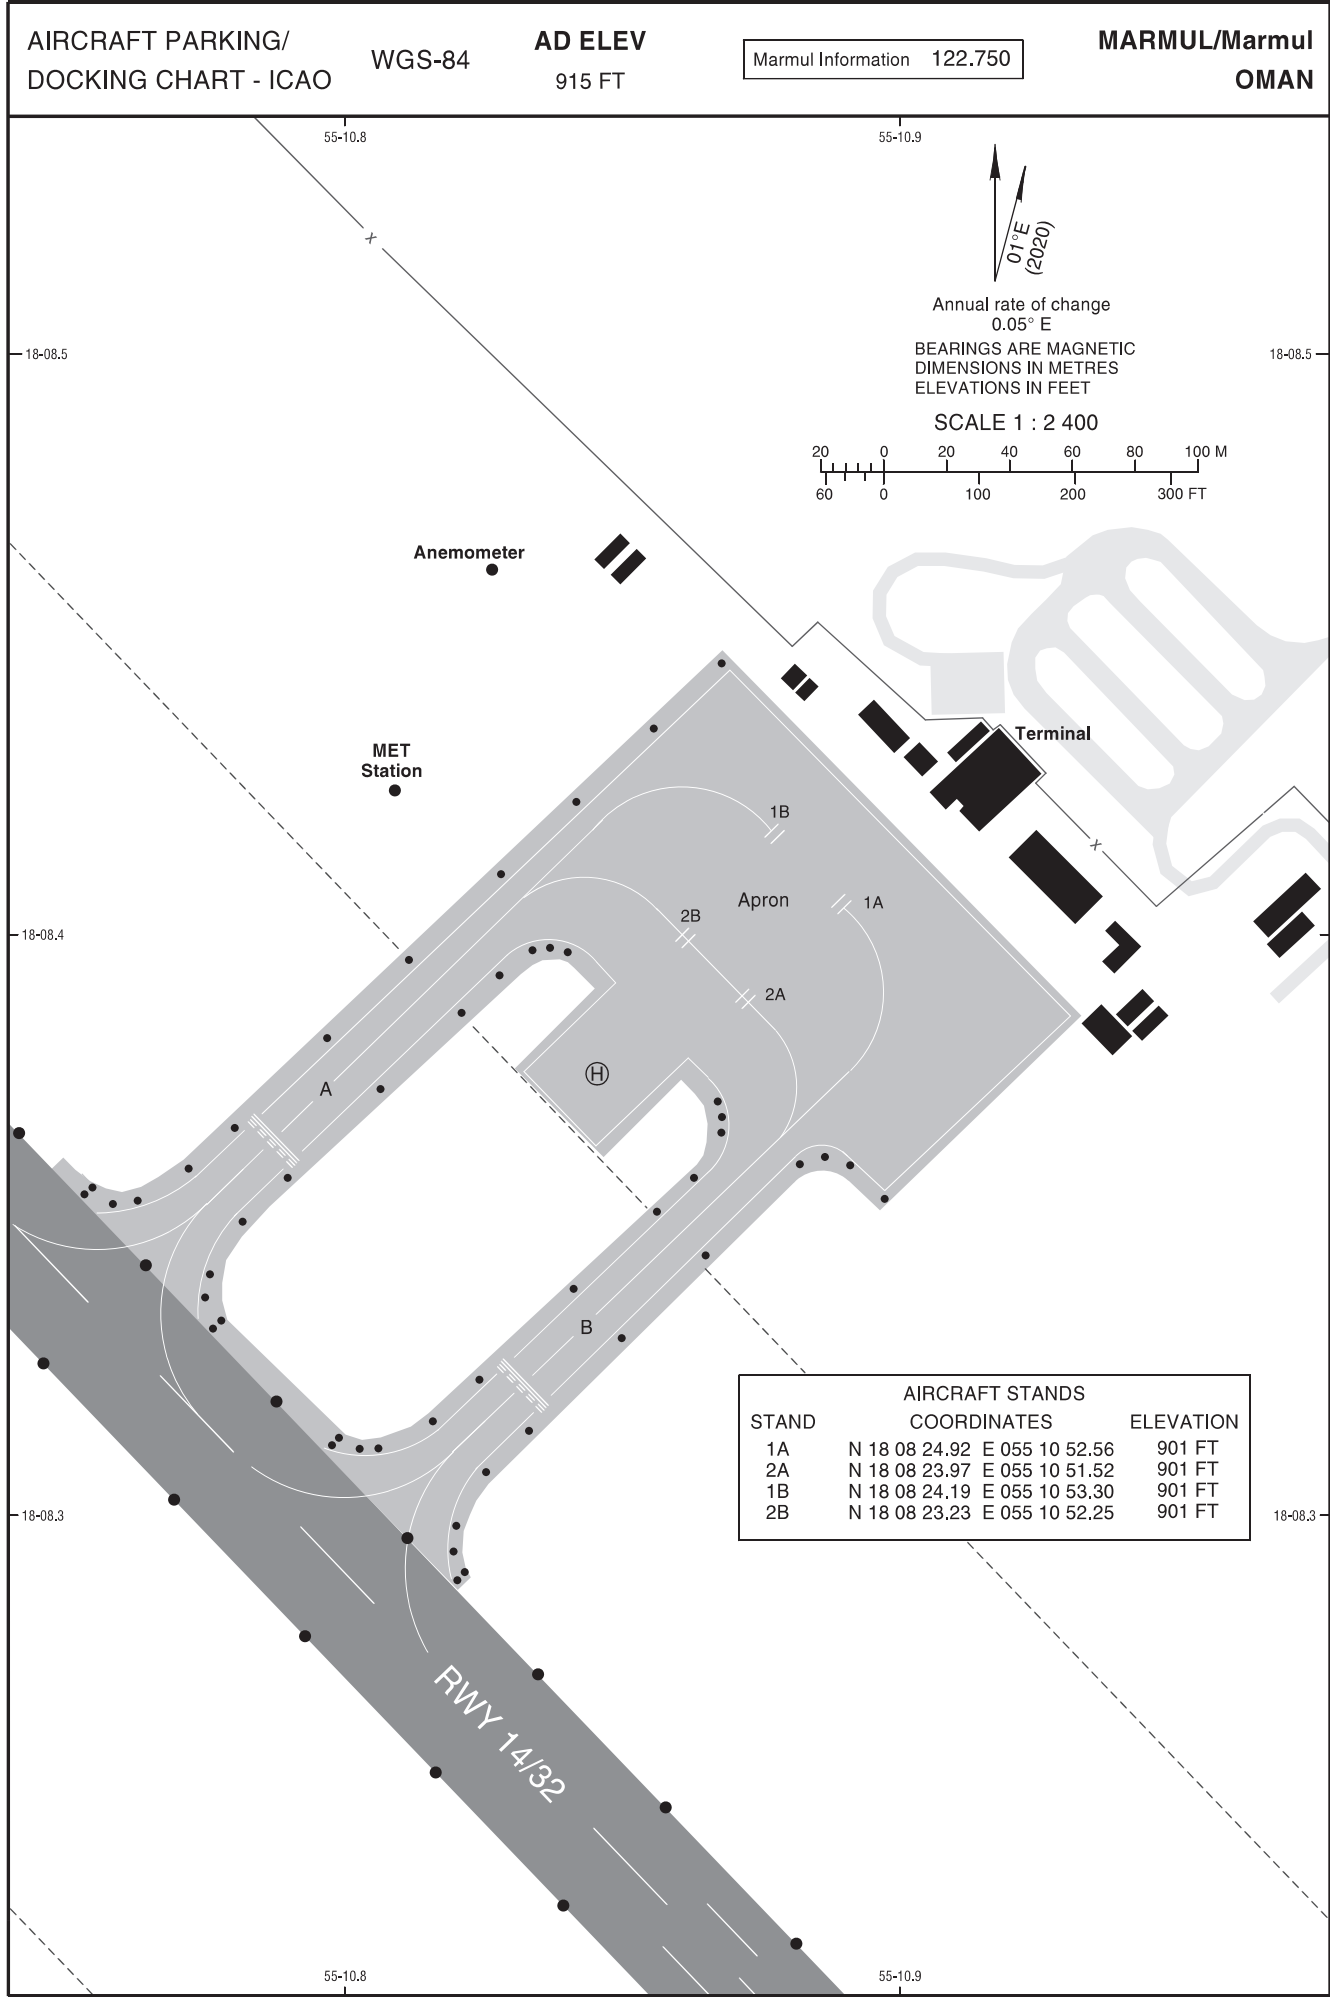 AIRCRAFT PARKING/
DOCKING CHART - ICAO
WGS-84
AD ELEV
915 FT
Marmul Information 122.750
MARMUL/Marmul
OMAN
55-10.8
55-10.9
x
01°E
(2020)
Annual rate of change
0.05° E
BEARINGS ARE MAGNETIC
DIMENSIONS IN METRES
ELEVATIONS IN FEET
18-08.5
18-08.5
SCALE 1 : 2 400
20 0 20 40 60 80 100 M
60 0 100 200 300 FT
Anemometer
Terminal
MET
Station
1B
x
Apron
1A
2B
18-08.4
2A
H
A
B
AIRCRAFT STANDS
STAND COORDINATES ELEVATION
1A N 18 08 24.92 E 055 10 52.56 901 FT
2A N 18 08 23.97 E 055 10 51.52 901 FT
1B N 18 08 24.19 E 055 10 53.30 901 FT
2B N 18 08 23.23 E 055 10 52.25 901 FT
18-08.3
18-08.3
RWY 14/32
55-10.8
55-10.9